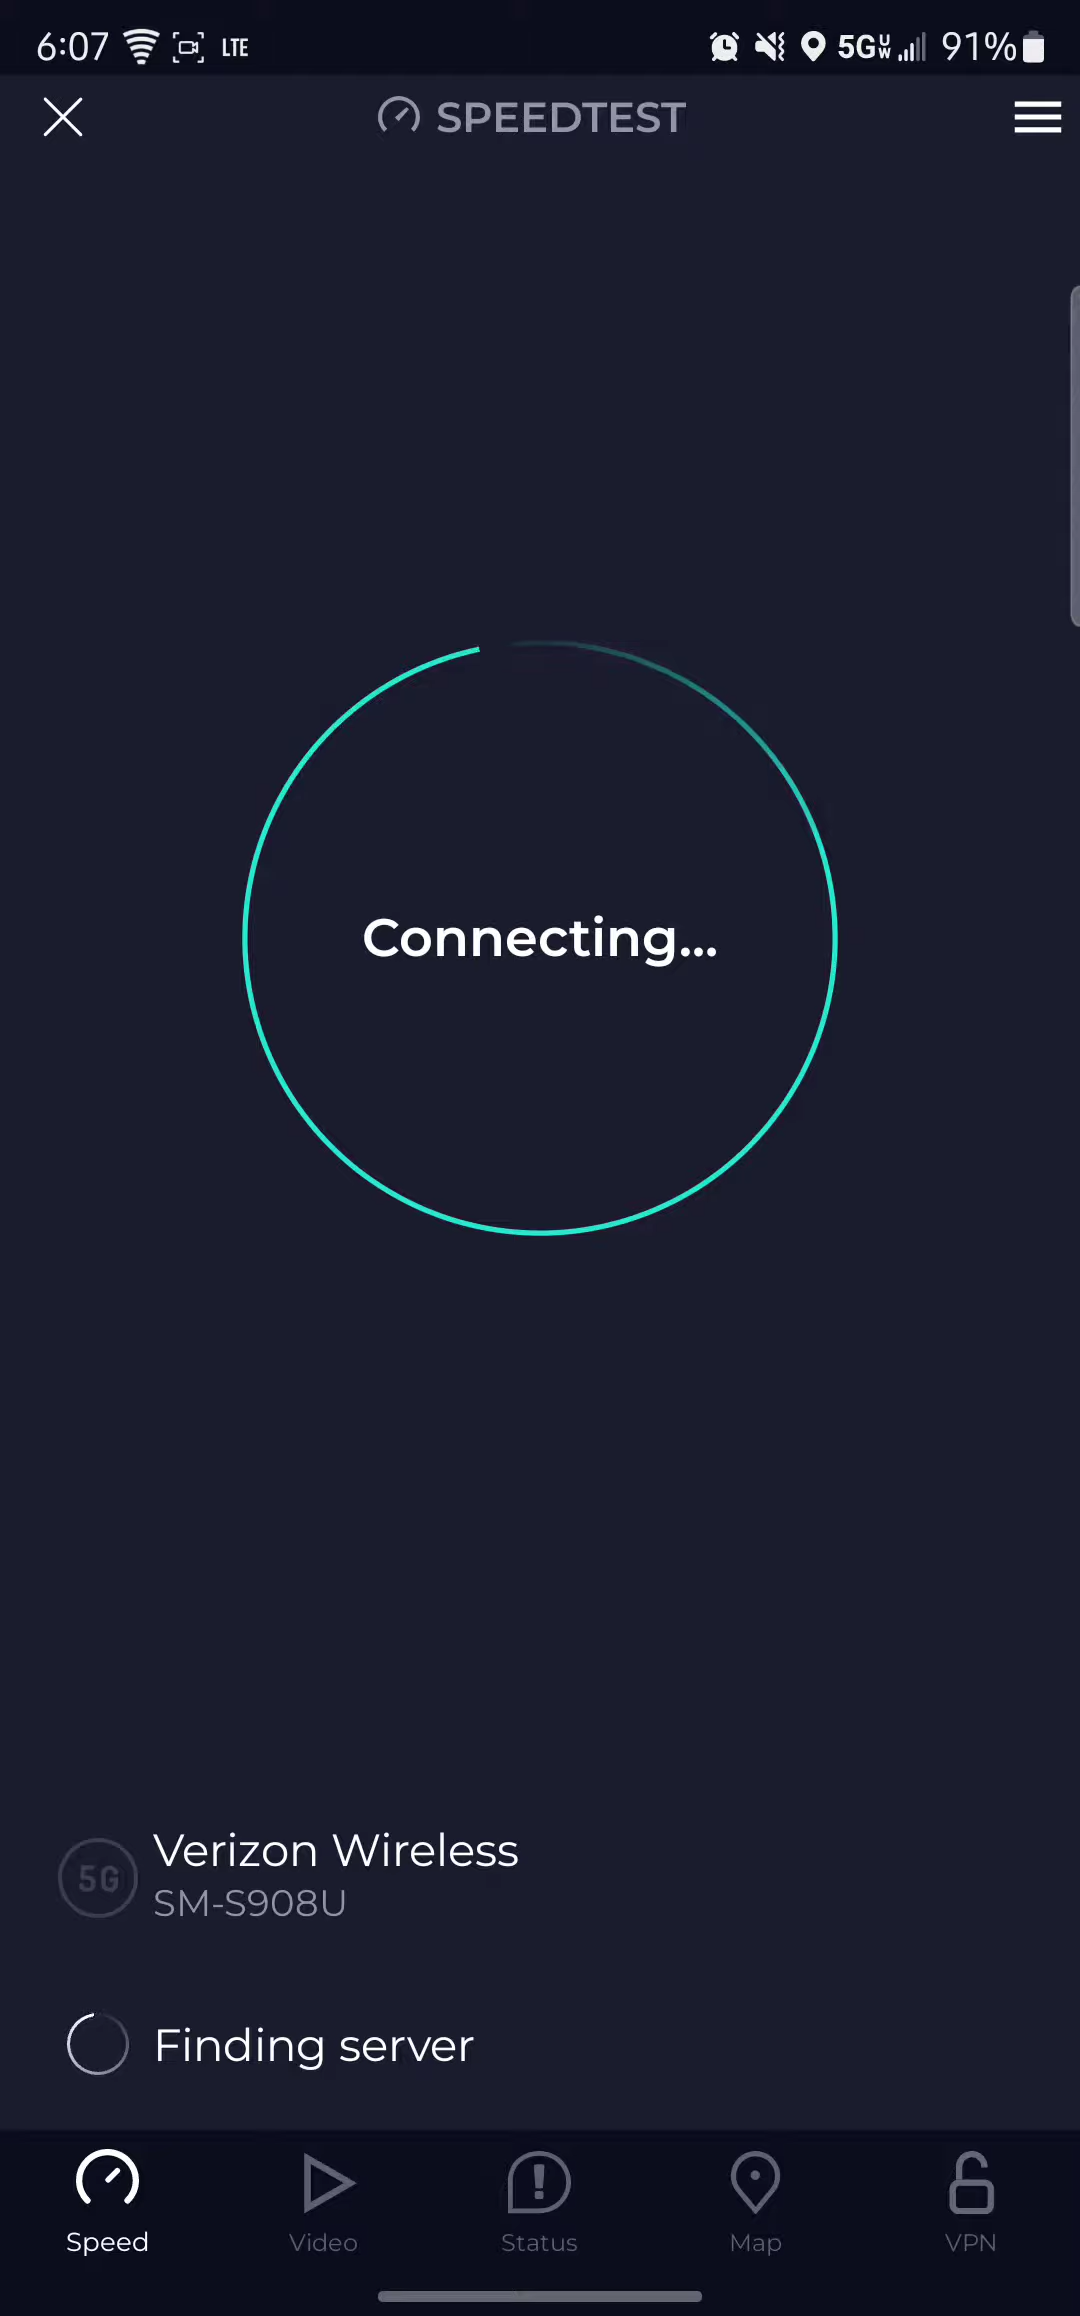 6:07 LTE 5G UW 91%
SPEEDTEST
Connecting...
5G Verizon Wireless
SM-S908U
Finding server
Speed Video Status Map VPN